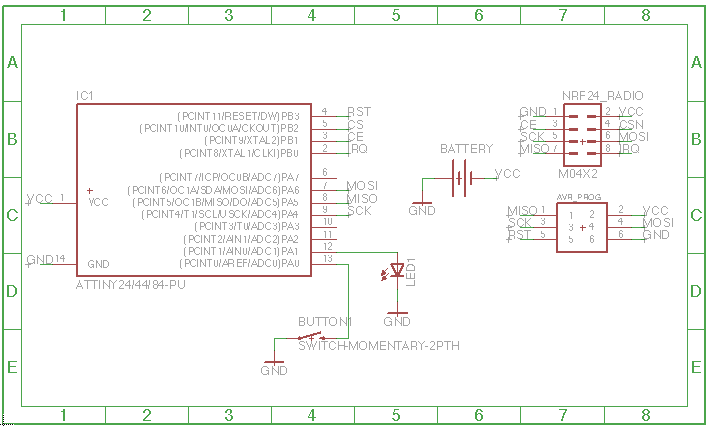 1 2 3 4 5 6 7 8
A A
IC1
NRF24_RADIO
(PCINT11/RESET/DW)PB3 4 RST
GND 1 2 VCC
(PCINT10/INT0/OC0A/CKOUT)PB2 5 CS
CE 3 4 CSN
B B
(PCINT9/XTAL2)PB1 3 CE
SCK 5 6 MOSI
(PCINT8/XTAL1/CLKI)PB0 2 IRQ
MISO 7 8 IRQ
BATTERY
M04X2
(PCINT7/ICP/OC0B/ADC7)PA7 6
VCC
(PCINT6/OC1A/SDA/MOSI/ADC6)PA6 7 MOSI
VCC 1 VCC
(PCINT5/OC1B/MISO/DO/ADC5)PA5 8 MISO
AVR_PROG
(PCINT4/T1/SCL/USCK/ADC4)PA4 9 SCK
GND
MISO 1 1 2 2 VCC
C C
(PCINT3/T0/ADC3)PA3 10
SCK 3 3 4 4 MOSI
(PCINT2/AIN1/ADC2)PA2 11
RST 5 5 6 6 GND
(PCINT1/AIN0/ADC1)PA1 12
GND 14 GND
(PCINT0/AREF/ADC0)PA0 13
LED1
ATTINY24/44/84-PU
D D
BUTTON1
GND
SWITCH-MOMENTARY-2PTH
GND
E E
1 2 3 4 5 6 7 8